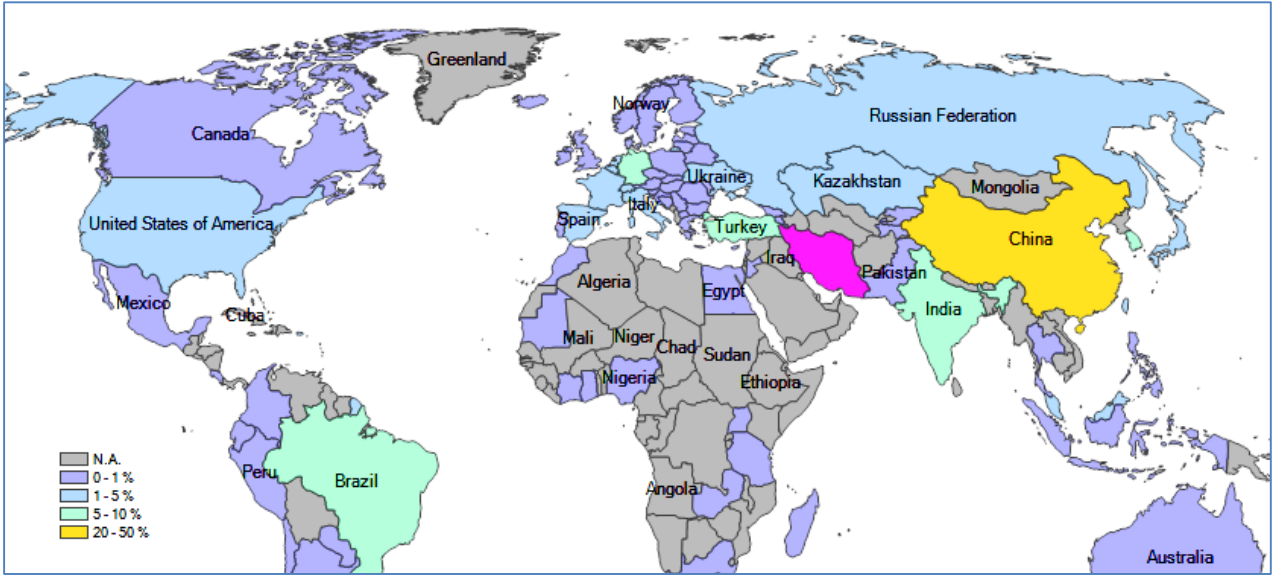 Greenland
Norway
Canada
Russian Federation
Ukraine
Kazakhstan
Mongolia
Italy
Spain
United States of America
Turkey
China
Iraq
Pakistan
Algeria
Egypt
Mexico
India
Cuba
Mali
Niger
Chad
Sudan
Nigeria
Ethiopia
Peru
Brazil
Angola
Australia
N.A.
0 - 1 %
1 - 5 %
5 - 10 %
20 - 50 %